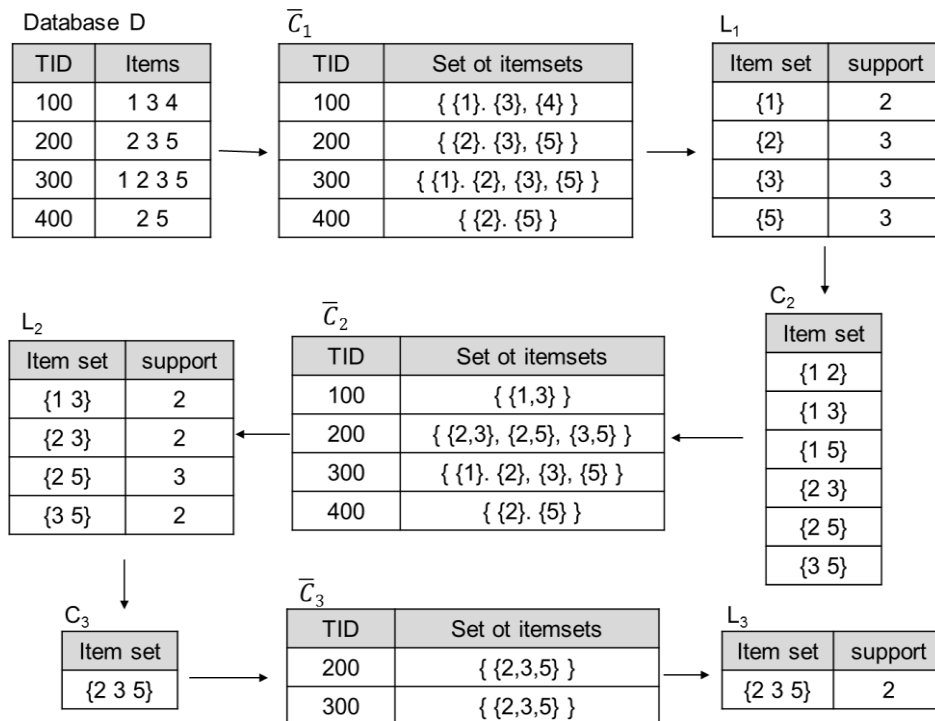 Database D
TID Items
100 1 3 4
200 2 3 5
300 1 2 3 5
400 2 5
C̅₁
TID Set ot itemsets
100 { {1}. {3}, {4} }
200 { {2}. {3}, {5} }
300 { {1}. {2}, {3}, {5} }
400 { {2}. {5} }
L₁
Item set support
{1} 2
{2} 3
{3} 3
{5} 3
C₂
Item set
{1 2}
{1 3}
{1 5}
{2 3}
{2 5}
{3 5}
C̅₂
TID Set ot itemsets
100 { {1,3} }
200 { {2,3}, {2,5}, {3,5} }
300 { {1}. {2}, {3}, {5} }
400 { {2}. {5} }
L₂
Item set support
{1 3} 2
{2 3} 2
{2 5} 3
{3 5} 2
C₃
Item set
{2 3 5}
C̅₃
TID Set ot itemsets
200 { {2,3,5} }
300 { {2,3,5} }
L₃
Item set support
{2 3 5} 2